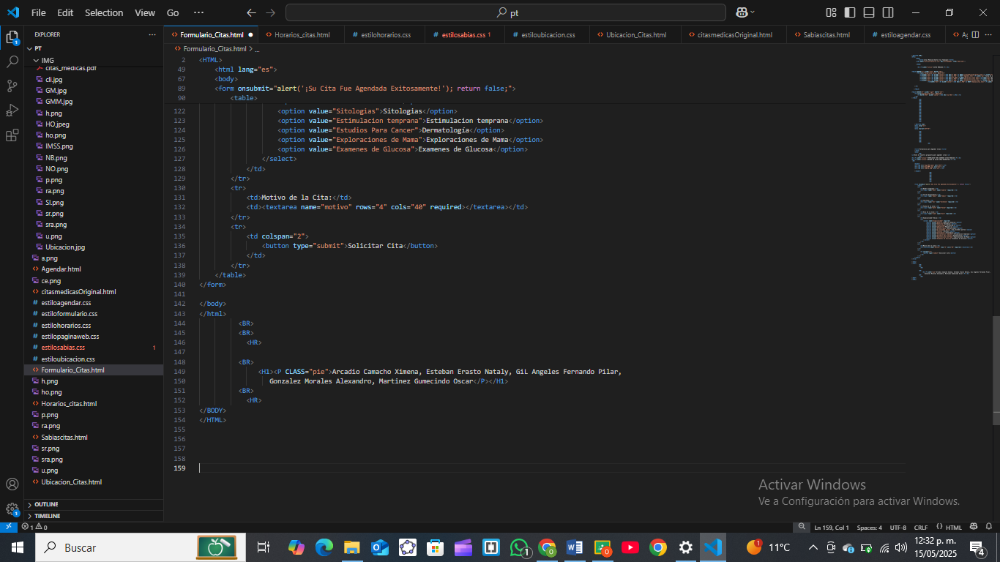 File Edit Selection View Go ··· pt
EXPLORER ···
PT
IMG
citas_medicas.pdf
cli.jpg
GM.jpg
GMM.jpg
h.png
HO.jpeg
ho.png
IMSS.png
NB.png
NO.png
p.png
ra.png
SI.png
sr.png
sra.png
u.png
Ubicacion.jpg
a.png
Agendar.html
ce.png
citasmedicasOriginal.html
estiloagendar.css
estiloformulario.css
estilohorarios.css
estilopaginaweb.css
estilosabias.css 1
estiloubicacion.css
Formulario_Citas.html
h.png
ho.png
Horarios_citas.html
p.png
ra.png
Sabiascitas.html
sr.png
sra.png
u.png
Ubicacion_Citas.html
OUTLINE
TIMELINE
Formulario_Citas.html Horarios_citas.html estilohorarios.css estilosabias.css 1 estiloubicacion.css Ubicacion_Citas.html citasmedicasOriginal.html Sabiascitas.html estiloagendar.css
Formulario_Citas.html > ...
2 <HTML>
49 <html lang="es">
67 <body>
89 <form onsubmit="alert('¡Su Cita Fue Agendada Exitosamente!'); return false;">
90 <table>
122 <option value="Sitologias">Sitologias</option>
123 <option value="Estimulacion temprana">Estimulacion temprana</option>
124 <option value="Estudios Para Cancer">Dermatología</option>
125 <option value="Exploraciones de Mama">Exploraciones de Mama</option>
126 <option value="Examenes de Glucosa">Examenes de Glucosa</option>
127 </select>
128 </td>
129 </tr>
130 <tr>
131 <td>Motivo de la Cita:</td>
132 <td><textarea name="motivo" rows="4" cols="40" required></textarea></td>
133 </tr>
134 <tr>
135 <td colspan="2">
136 <button type="submit">Solicitar Cita</button>
137 </td>
138 </tr>
139 </table>
140 </form>
141
142 </body>
143 </html>
144 <BR>
145 <BR>
146 <HR>
147
148 <BR>
149 <H1><P CLASS="pie">Arcadio Camacho Ximena, Esteban Erasto Nataly, GiL Angeles Fernando Pilar,
150 Gonzalez Morales Alexandro, Martinez Gumecindo Oscar</P></H1>
151 <BR>
152 <HR>
153 </BODY>
154 </HTML>
155
156
157
158
159
Activar Windows
Ve a Configuración para activar Windows.
1 0 Ln 159, Col 1 Spaces: 4 UTF-8 CRLF {} HTML
Buscar 11°C 12:32 p. m.
15/05/2025 4